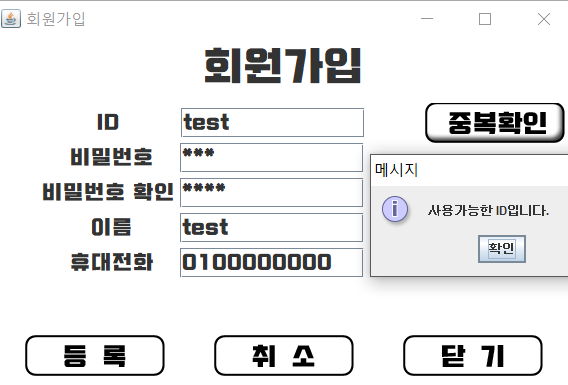 회원가입
회원가입
ID test 중복확인
비밀번호 ***
메시지
비밀번호 확인 ****
사용가능한 ID입니다.
이름 test
확인
휴대전화 0100000000
등 록 취 소 닫 기